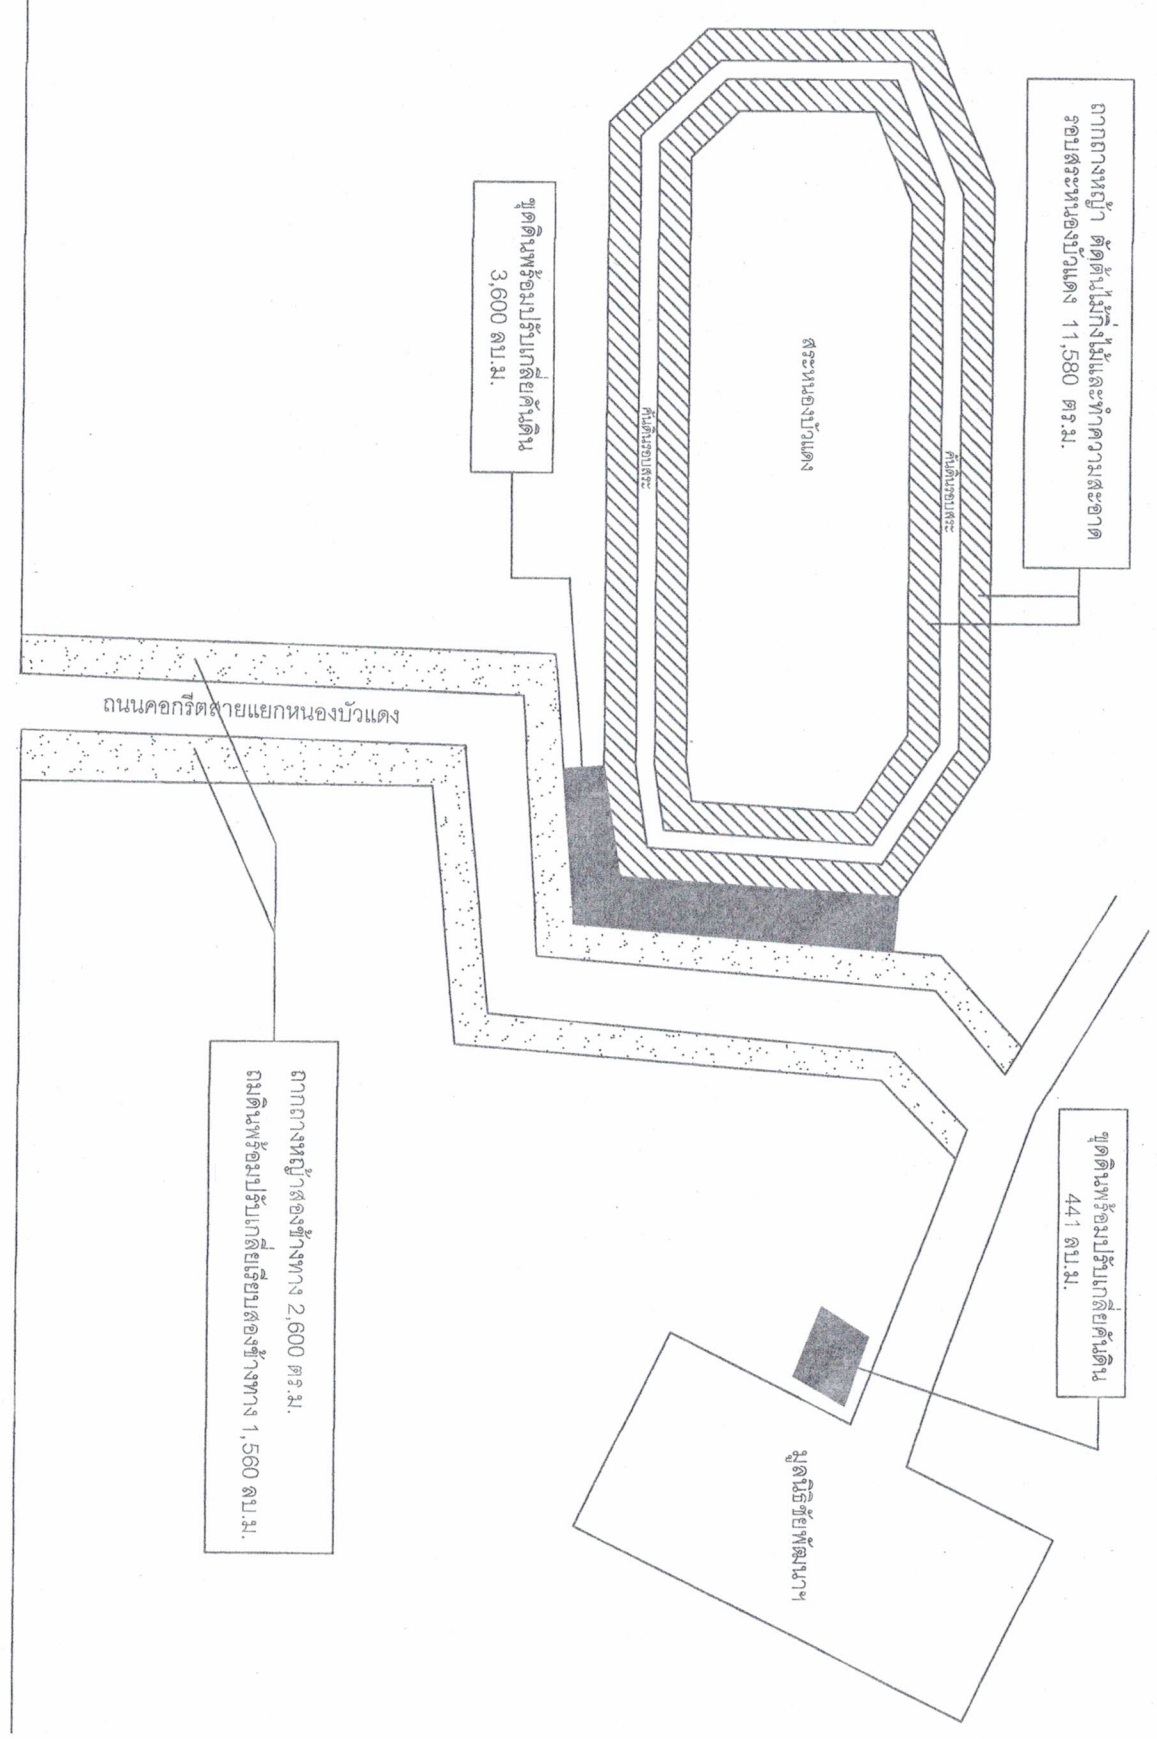 ถากถางหญ้า ตัดต้นไม้กิ่งไม้และทำความสะอาด
รอบสระหนองบัวแดง 11,580 ตร.ม.
คันดินรอบสระ
สระหนองบัวแดง
คันดินรอบสระ
ขุดดินพร้อมปรับเกลี่ยคันดิน
3,600 ลบ.ม.
ถนนคอกรีตสายแยกหนองบัวแดง
ขุดดินพร้อมปรับเกลี่ยคันดิน
441 ลบ.ม.
มูลนิธิชัยพัฒนาฯ
ถากถางหญ้าสองข้างทาง 2,600 ตร.ม.
ถมดินพร้อมปรับเกลี่ยเรียบสองข้างทาง 1,560 ลบ.ม.